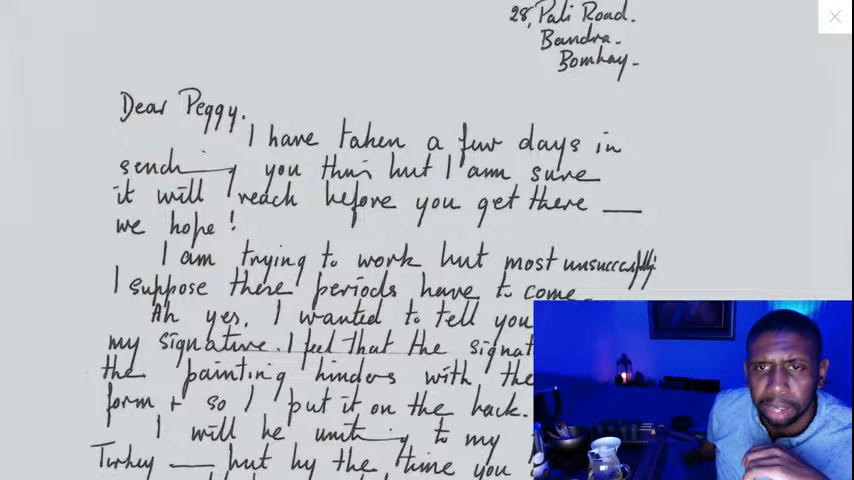 28, Pali Road.
Bandra.
Bombay.
Dear Peggy.
I have taken a few days in
sending you this but I am sure
it will reach before you get there —
we hope!
I am trying to work but most unsuccessfully.
I suppose these periods have to come.
Ah yes, I wanted to tell you
my signature. I feel that the
the painting hinders with the
form + so I put it on the back.
I will be writing to my
Turkey — but by the time you